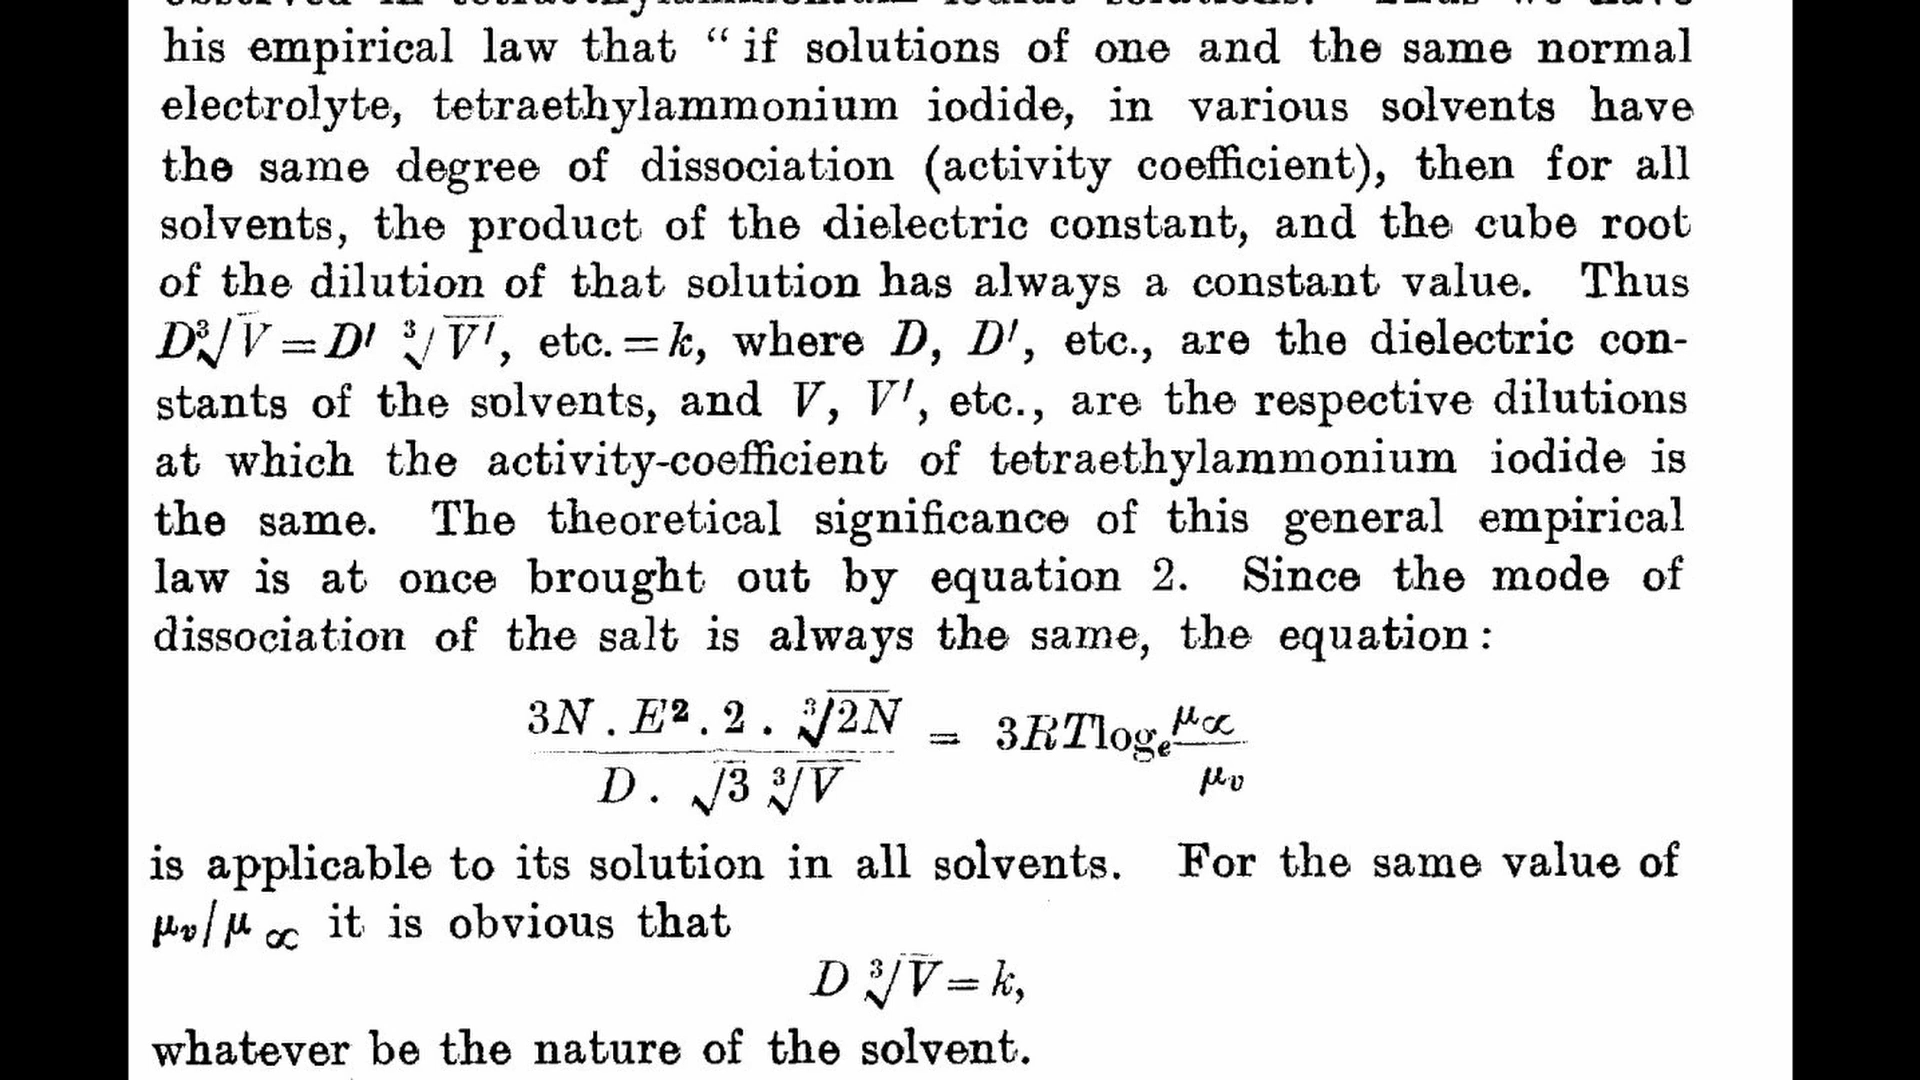 his empirical law that “ if solutions of one and the same normal
electrolyte, tetraethylammonium iodide, in various solvents have
the same degree of dissociation (activity coefficient), then for all
solvents, the product of the dielectric constant, and the cube root
of the dilution of that solution has always a constant value. Thus
D∛V = D′ ∛V′, etc. = k, where D, D′, etc., are the dielectric con-
stants of the solvents, and V, V′, etc., are the respective dilutions
at which the activity-coefficient of tetraethylammonium iodide is
the same. The theoretical significance of this general empirical
law is at once brought out by equation 2. Since the mode of
dissociation of the salt is always the same, the equation :
3N . E² . 2 . ∛2N / D . √3 ∛V = 3RTlogₑ μ∝ / μᵥ
is applicable to its solution in all solvents. For the same value of
μᵥ/μ∝ it is obvious that
D ∛V = k,
whatever be the nature of the solvent.